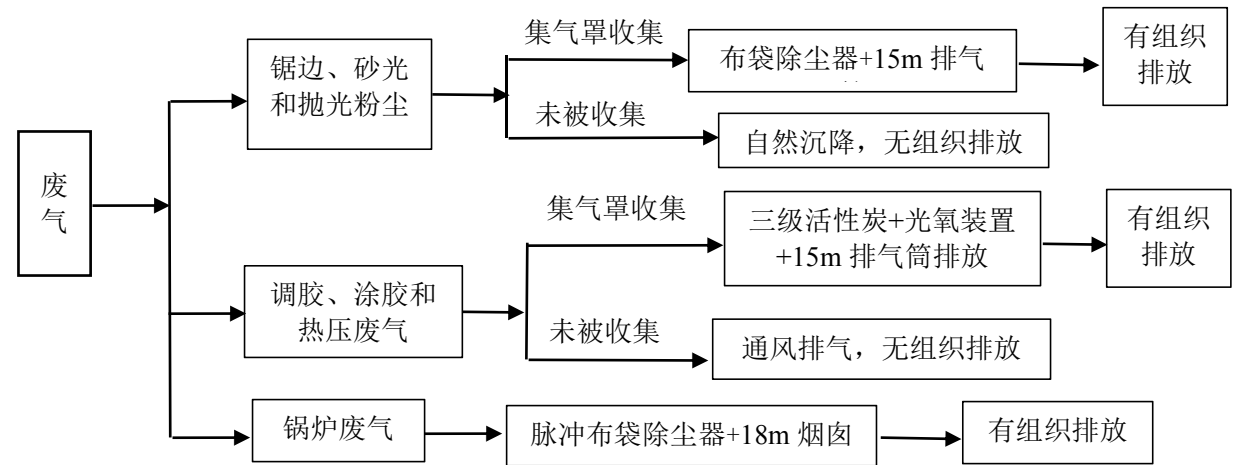 废
气
锯边、砂光
和抛光粉尘
集气罩收集
布袋除尘器+15m 排气
有组织
排放
未被收集
自然沉降，无组织排放
调胶、涂胶和
热压废气
集气罩收集
三级活性炭+光氧装置
+15m 排气筒排放
有组织
排放
未被收集
通风排气，无组织排放
锅炉废气
脉冲布袋除尘器+18m 烟囱
有组织排放